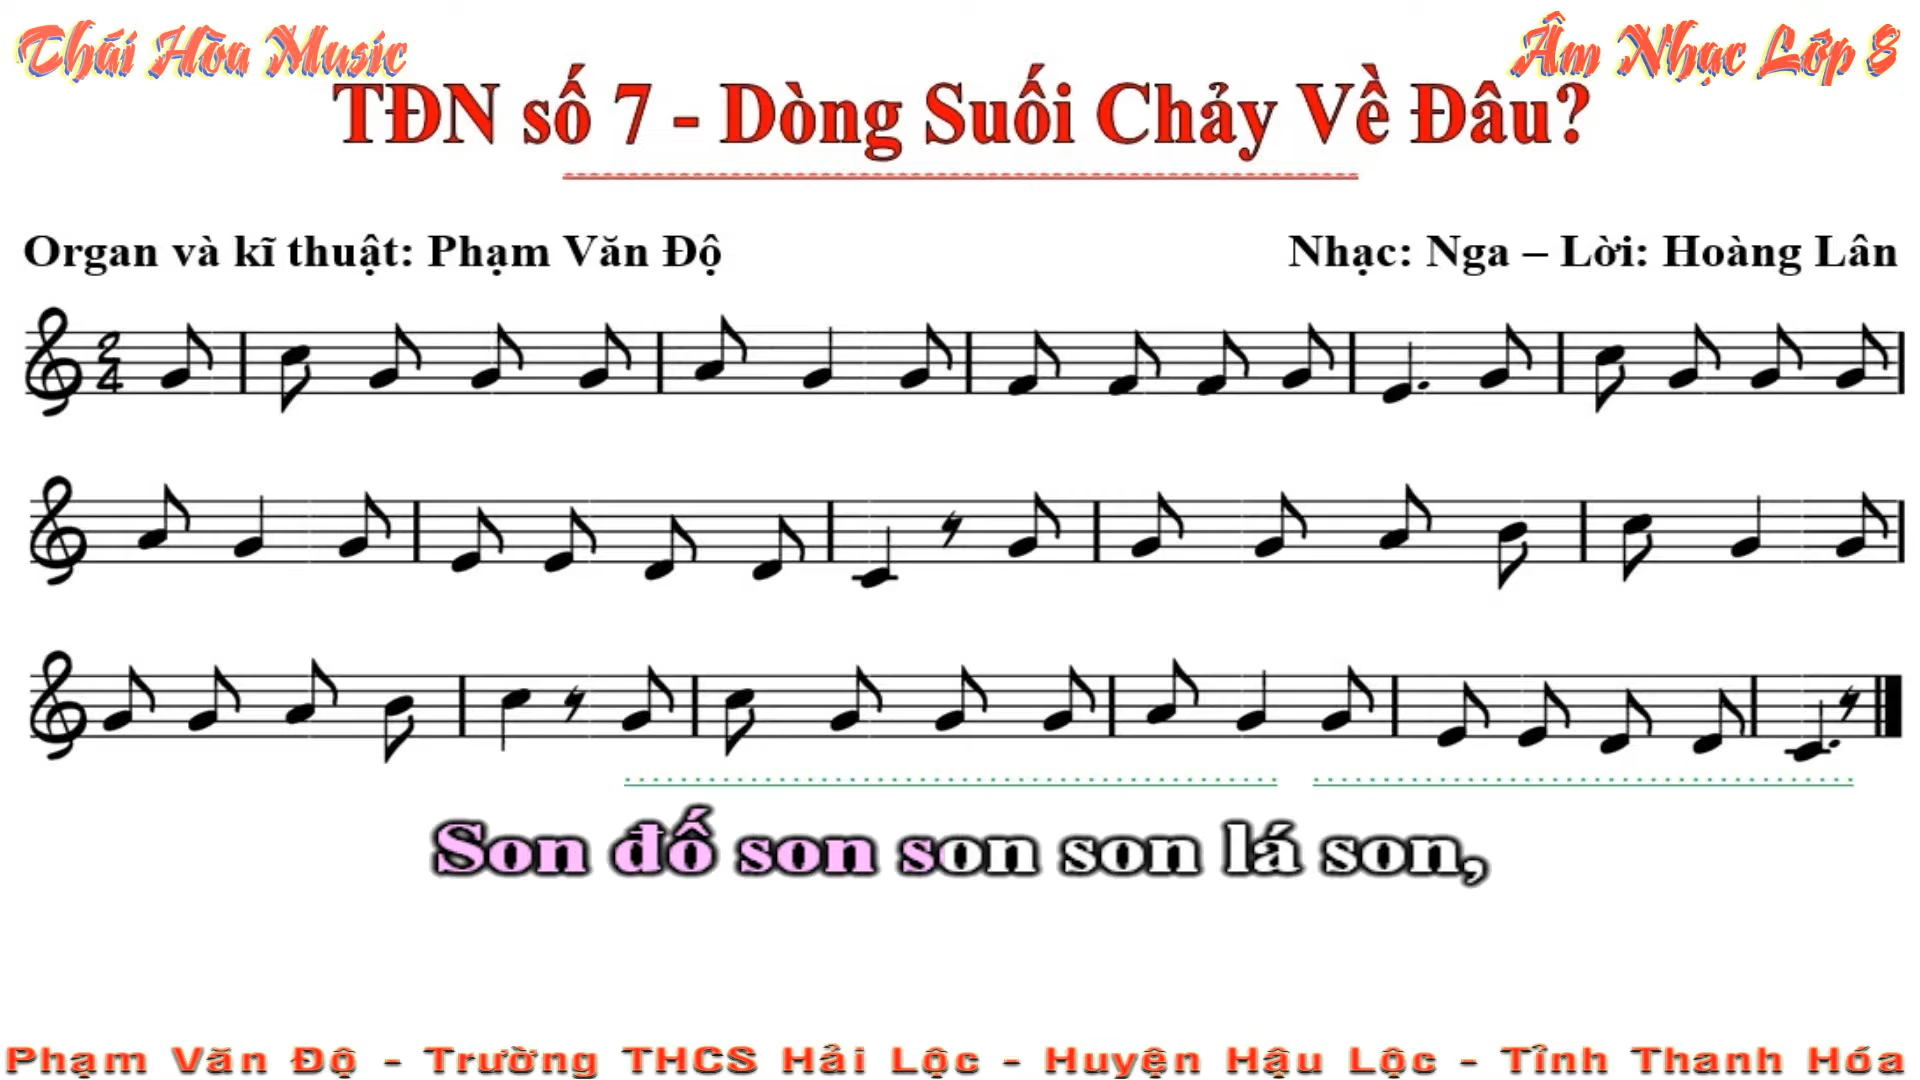 Thái Hòa Music
Âm Nhạc Lớp 8
TĐN số 7 - Dòng Suối Chảy Về Đâu?
Organ và kĩ thuật: Phạm Văn Độ
Nhạc: Nga – Lời: Hoàng Lân
2
4
Son đố son son son lá son,
Phạm Văn Độ - Trường THCS Hải Lộc - Huyện Hậu Lộc - Tỉnh Thanh Hóa